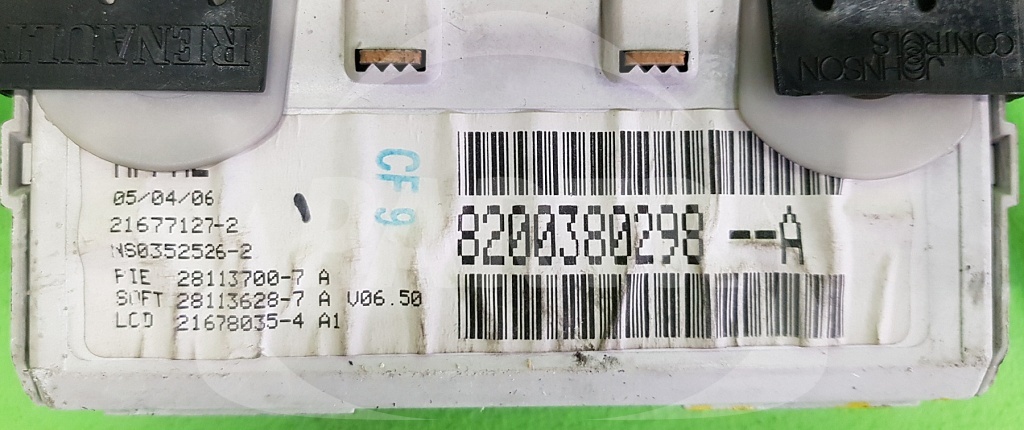 RENAULT
JOHNSON
CONTROLS
05/04/06
21677127-2
NS0352526-2
PIE 28113700-7 A
SOFT 28113628-7 A V06.50
LCD 21678035-4 A1
CF9
8200380298 --A